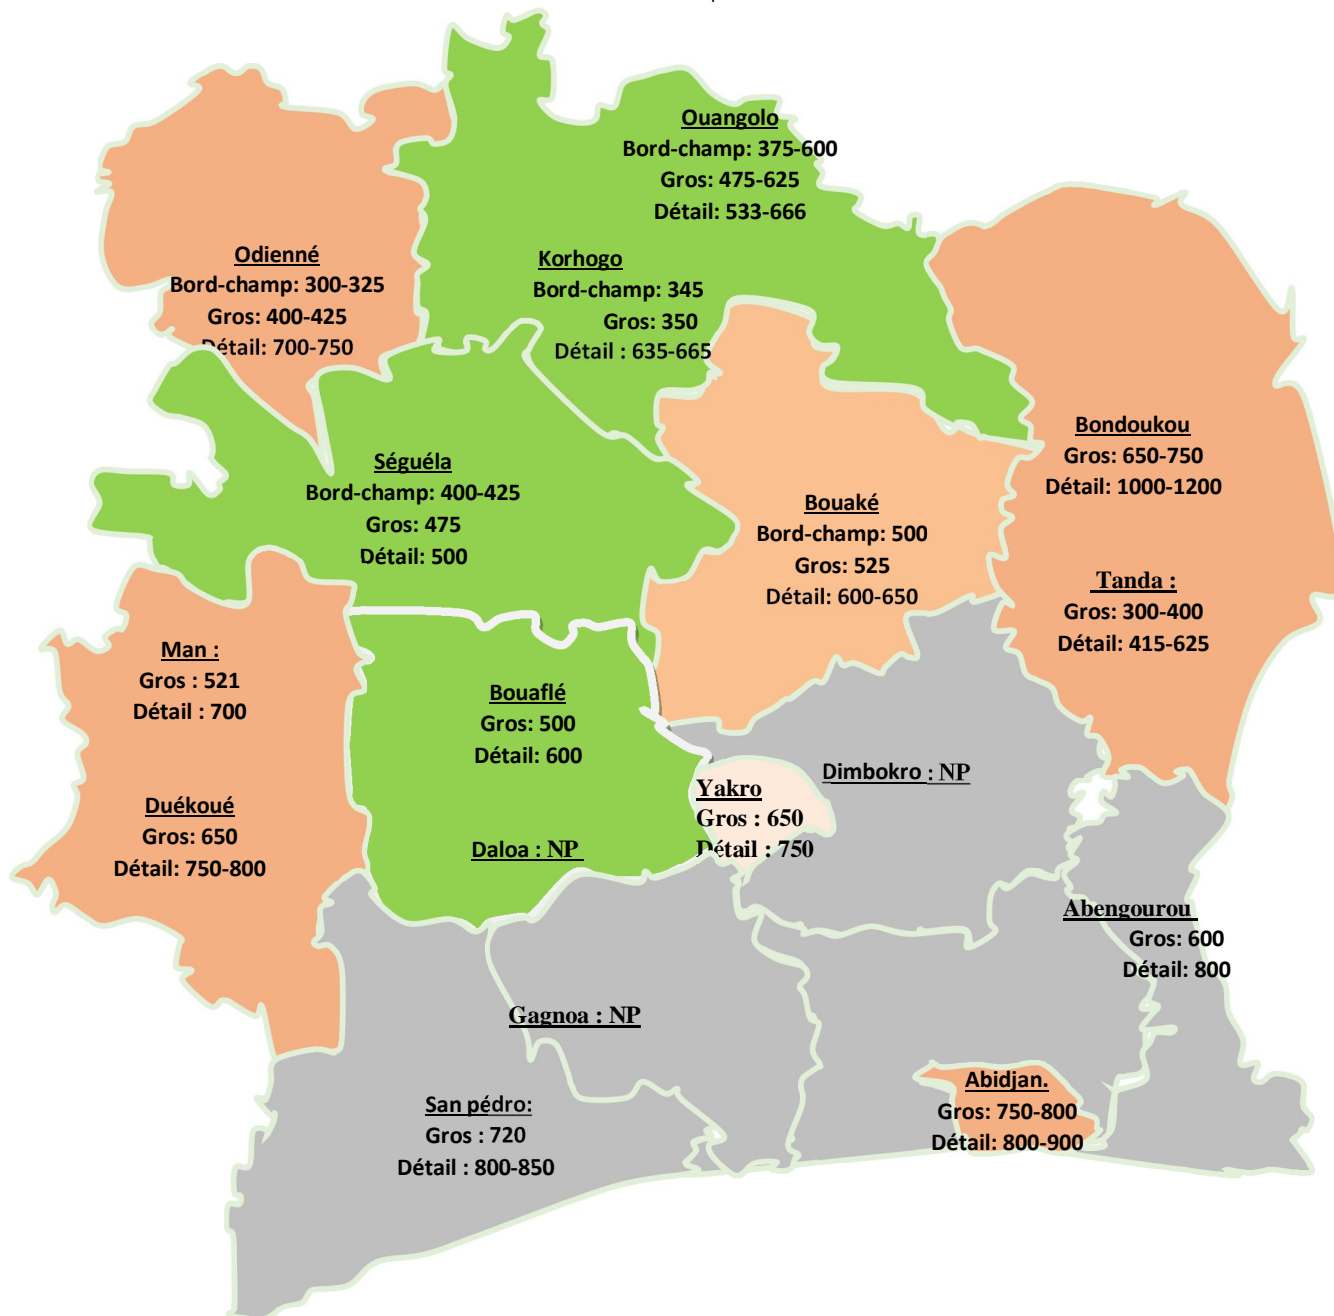 Ouangolo
Bord-champ: 375-600
Gros: 475-625
Détail: 533-666
Odienné
Bord-champ: 300-325
Gros: 400-425
Détail: 700-750
Korhogo
Bord-champ: 345
Gros: 350
Détail : 635-665
Bondoukou
Gros: 650-750
Détail: 1000-1200
Séguéla
Bord-champ: 400-425
Gros: 475
Détail: 500
Bouaké
Bord-champ: 500
Gros: 525
Détail: 600-650
Tanda :
Gros: 300-400
Détail: 415-625
Man :
Gros : 521
Détail : 700
Bouaflé
Gros: 500
Détail: 600
Dimbokro : NP
Yakro
Gros : 650
Détail : 750
Duékoué
Gros: 650
Détail: 750-800
Daloa : NP
Abengourou
Gros: 600
Détail: 800
Gagnoa : NP
San pédro:
Gros : 720
Détail : 800-850
Abidjan.
Gros: 750-800
Détail: 800-900